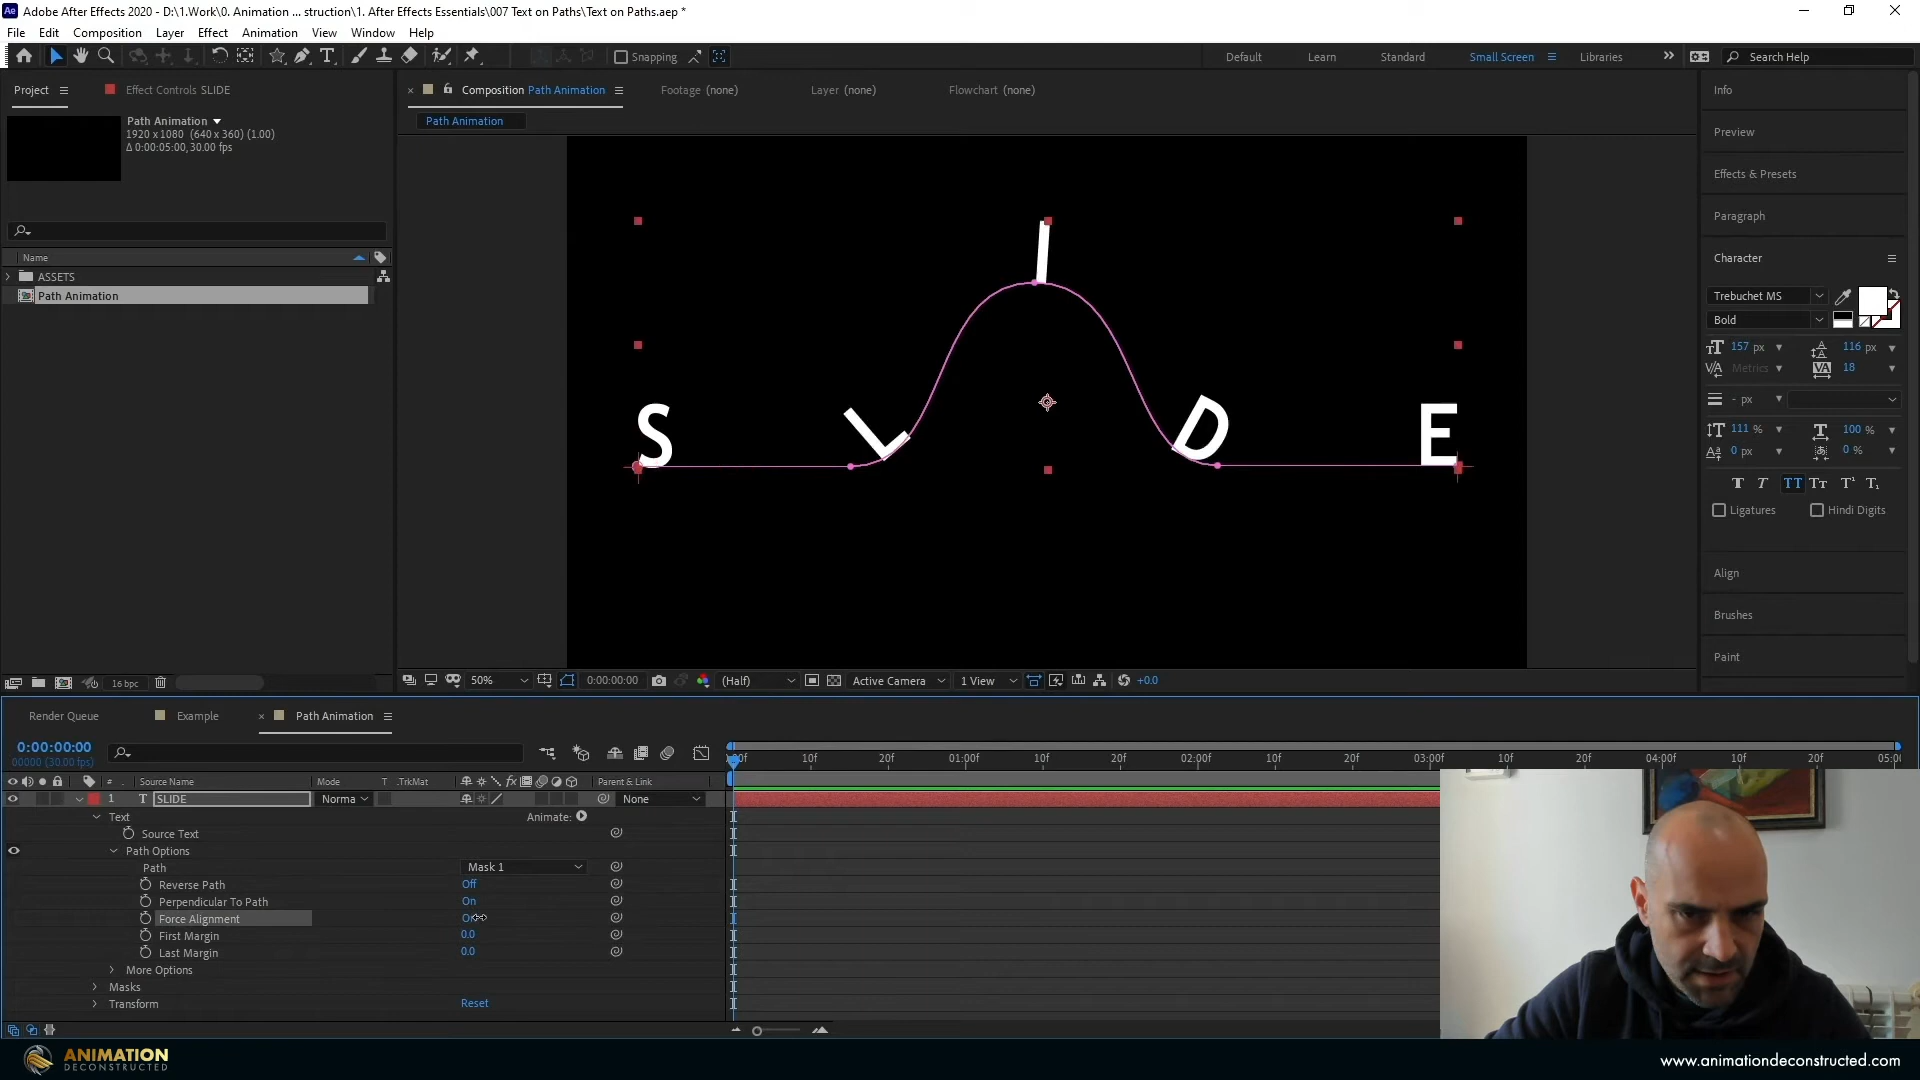 Adobe After Effects 2020 - D:\1.Work\0. Animation ... struction\1. After Effects Essentials\007 Text on Paths\Text on Paths.aep *
File Edit Composition Layer Effect Animation View Window Help
Snapping Default Learn Standard Small Screen Libraries Search Help
Project Effect Controls SLIDE
Composition Path Animation Footage (none) Layer (none) Flowchart (none)
Path Animation
Path Animation
1920 x 1080 (640 x 360) (1.00)
Δ 0:00:05:00, 30.00 fps
Name
ASSETS
Path Animation
16 bpc
S L I D E
50% 0:00:00:00 (Half) Active Camera 1 View +0.0
Info
Preview
Effects & Presets
Paragraph
Character
Trebuchet MS
Bold
157 px 116 px
Metrics 18
- px
111 % 100 %
0 px 0 %
Ligatures Hindi Digits
Align
Brushes
Paint
Render Queue Example Path Animation
0:00:00:00
00000 (30.00 fps)
10f 20f 01:00f 10f 20f 02:00f 10f 20f 03:00f 10f 20f 04:00f 10f 20f
# Source Name Mode T .TrkMat Parent & Link
1 T SLIDE Norma None
Text Animate:
Source Text
Path Options
Path Mask 1
Reverse Path Off
Perpendicular To Path On
Force Alignment On
First Margin 0.0
Last Margin 0.0
More Options
Masks
Transform Reset
ANIMATION
DECONSTRUCTED
www.animationdeconstructed.com